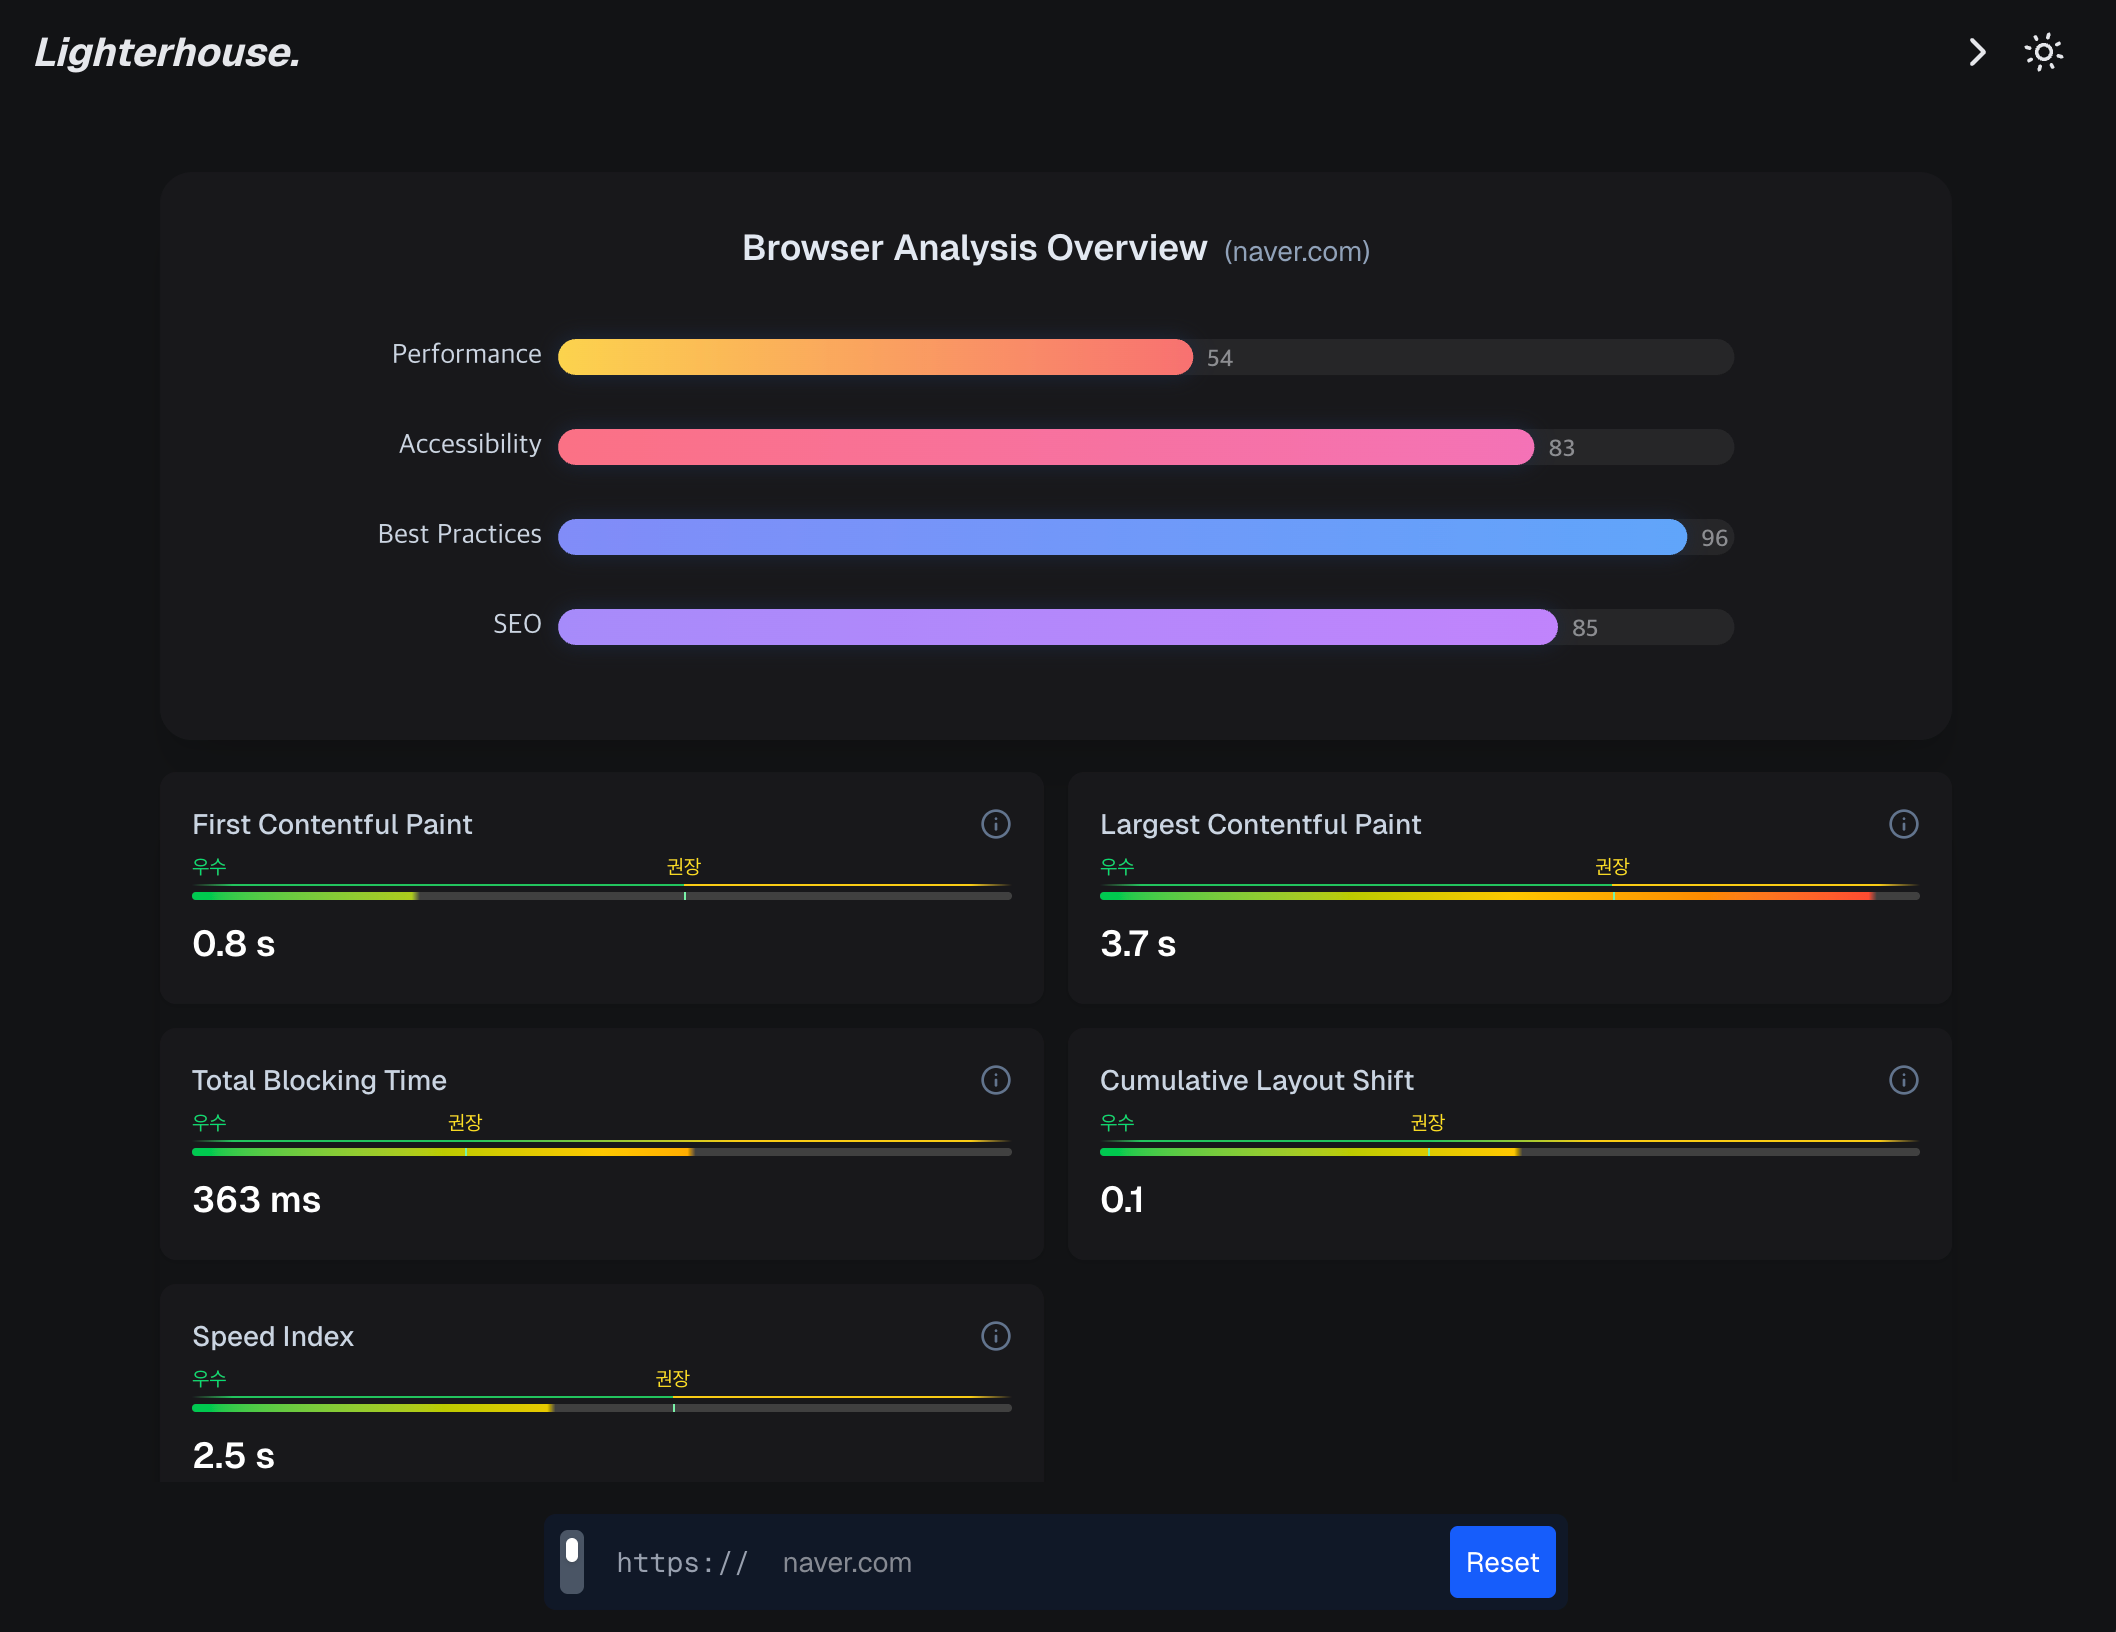 Lighterhouse.
Browser Analysis Overview (naver.com)
Performance 54
Accessibility 83
Best Practices 96
SEO 85
First Contentful Paint
우수 권장
0.8 s
Largest Contentful Paint
우수 권장
3.7 s
Total Blocking Time
우수 권장
363 ms
Cumulative Layout Shift
우수 권장
0.1
Speed Index
우수 권장
2.5 s
https:// naver.com Reset